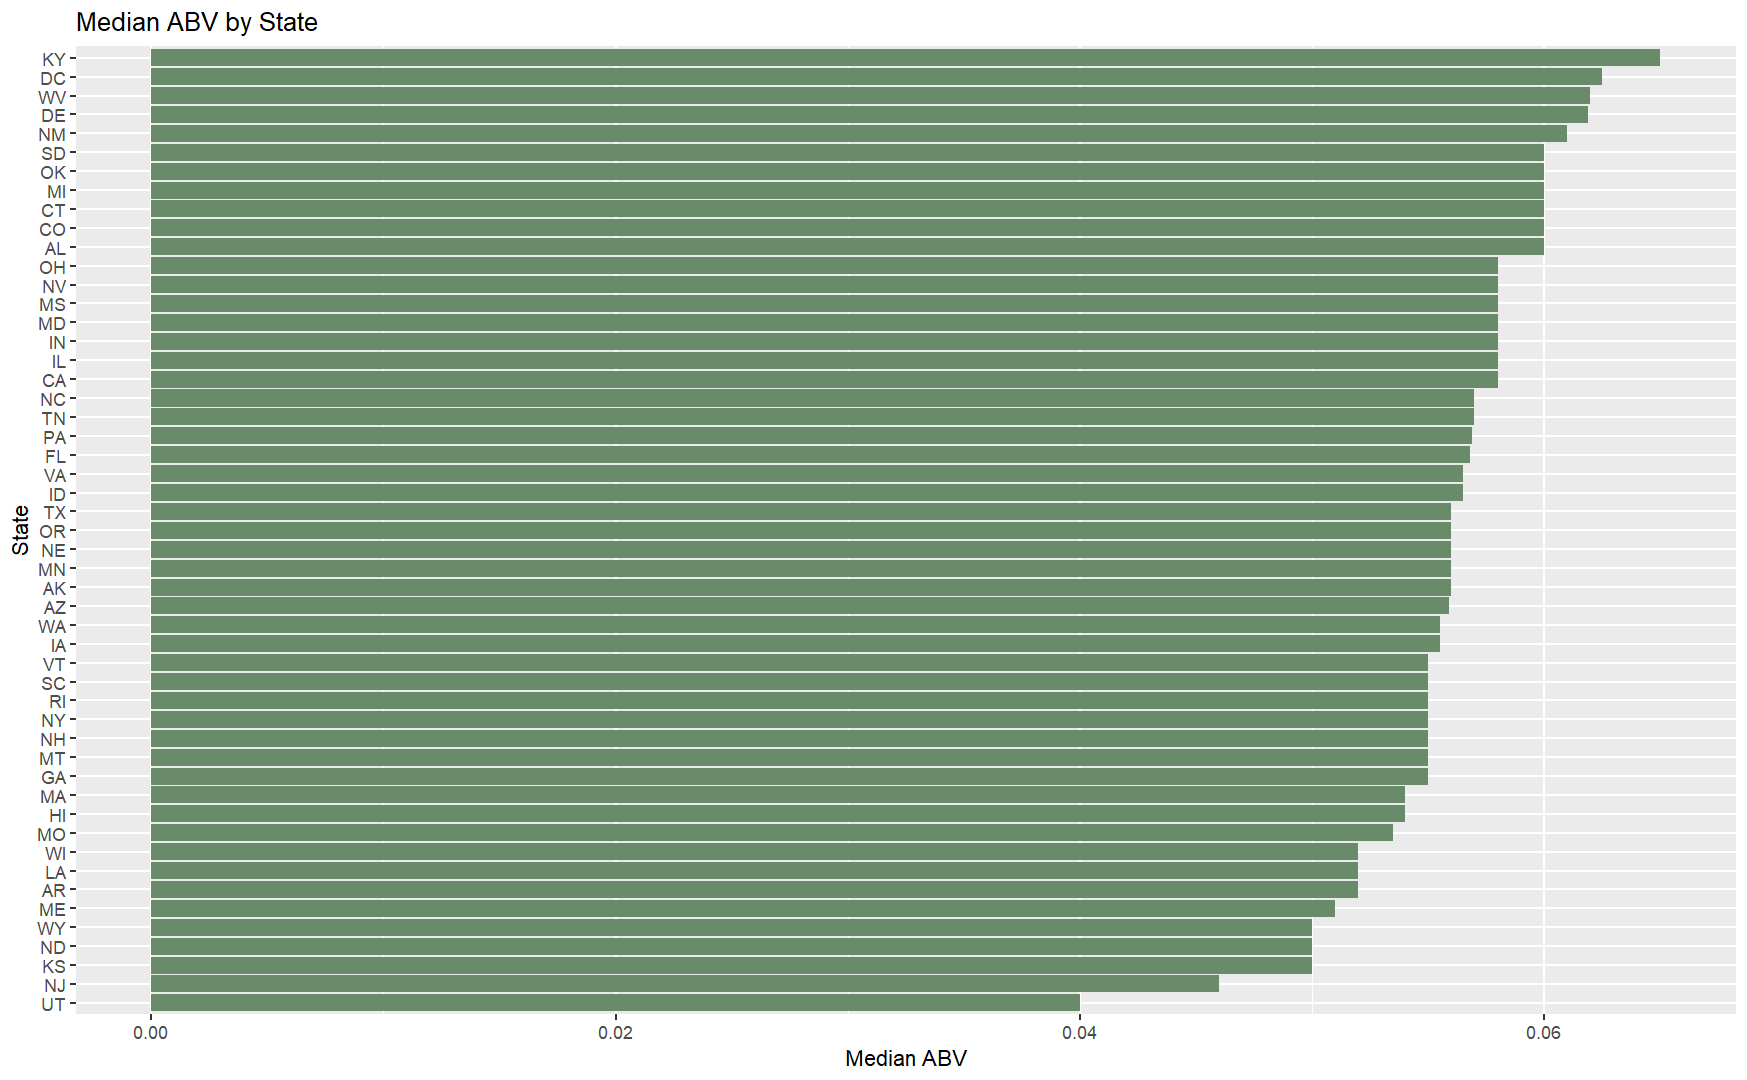 Median ABV by State
KY
DC
WV
DE
NM
SD
OK
MI
CT
CO
AL
OH
NV
MS
MD
IN
IL
CA
NC
TN
PA
FL
VA
ID
TX
OR
NE
MN
AK
AZ
WA
IA
VT
SC
RI
NY
NH
MT
GA
MA
HI
MO
WI
LA
AR
ME
WY
ND
KS
NJ
UT
State
0.00 0.02 0.04 0.06
Median ABV